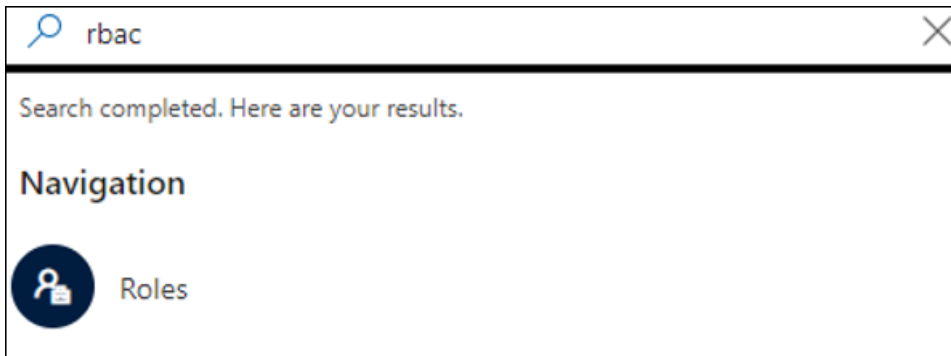 rbac
Search completed. Here are your results.
Navigation
Roles